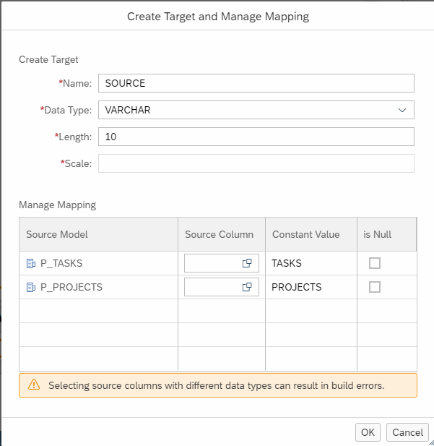 Create Target and Manage Mapping
Create Target
*Name: SOURCE
*Data Type: VARCHAR
*Length: 10
*Scale:
Manage Mapping
Source Model Source Column Constant Value is Null
P_TASKS TASKS
P_PROJECTS PROJECTS
Selecting source columns with different data types can result in build errors.
OK Cancel